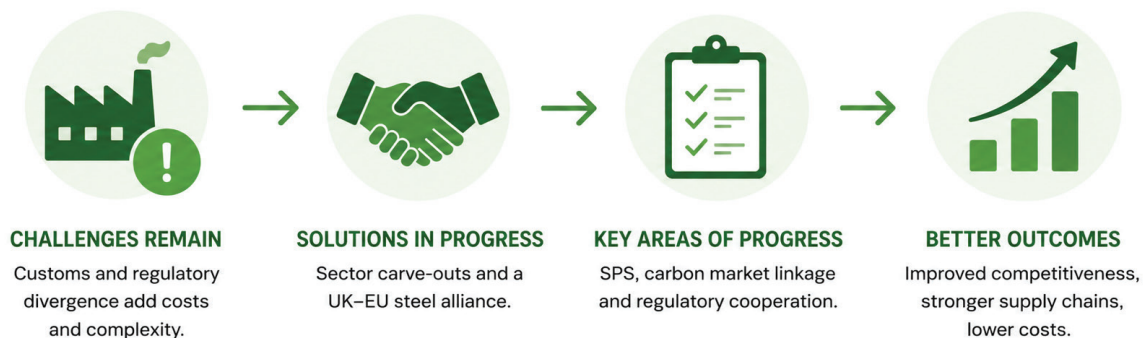 CHALLENGES REMAIN
Customs and regulatory
divergence add costs
and complexity.
SOLUTIONS IN PROGRESS
Sector carve-outs and a
UK–EU steel alliance.
KEY AREAS OF PROGRESS
SPS, carbon market linkage
and regulatory cooperation.
BETTER OUTCOMES
Improved competitiveness,
stronger supply chains,
lower costs.